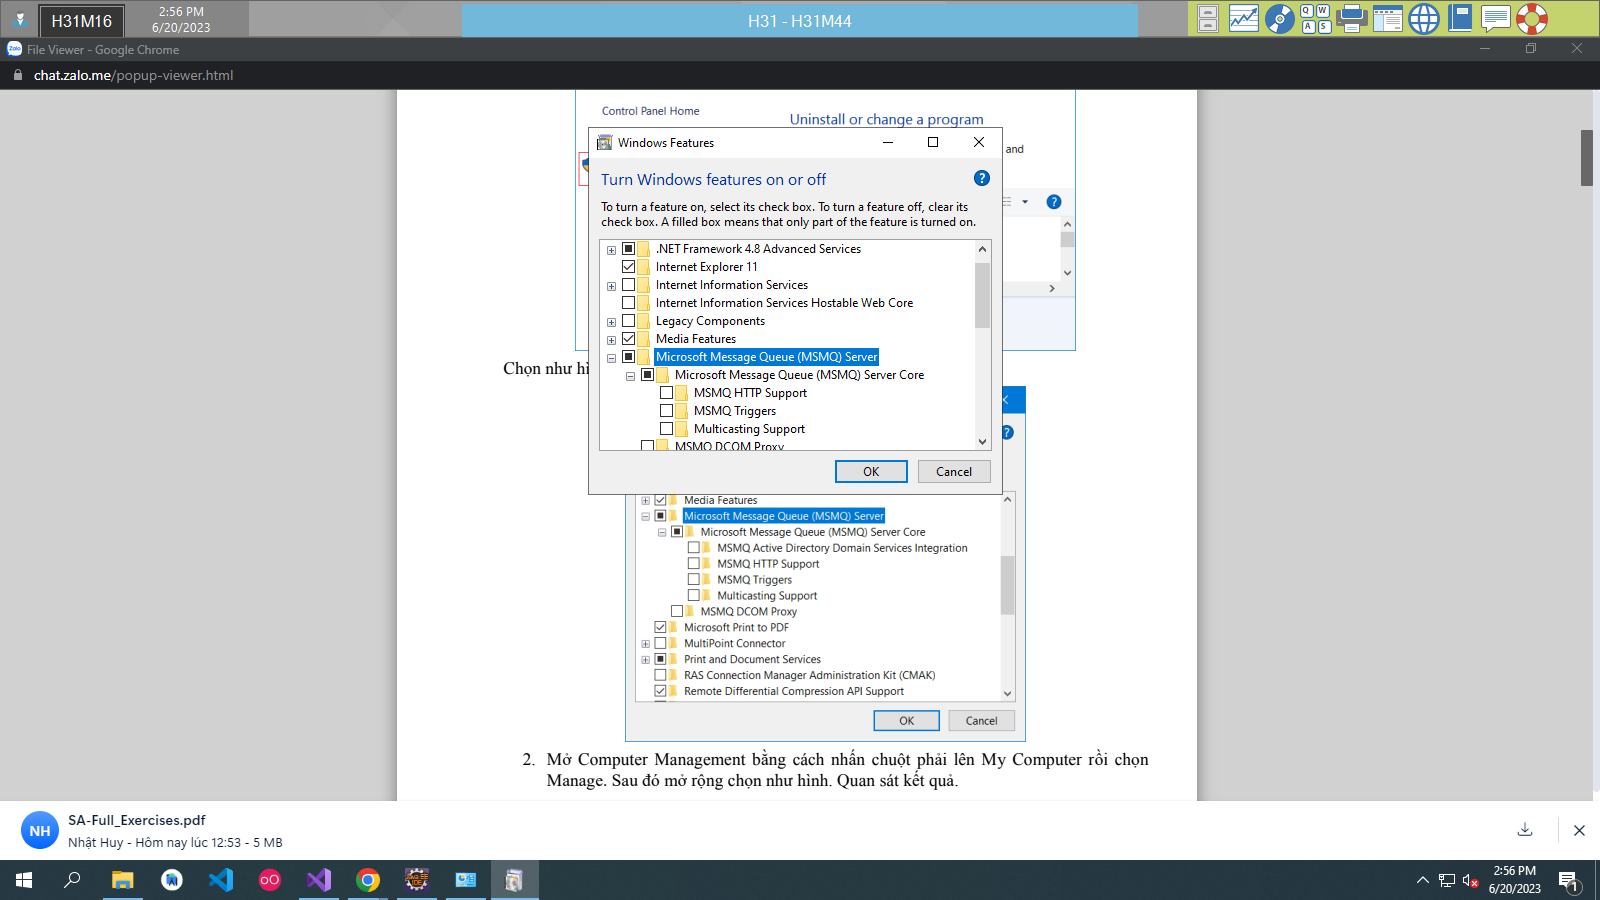 H31M16
2:56 PM
6/20/2023
H31 - H31M44
Q W
A S
File Viewer - Google Chrome
chat.zalo.me/popup-viewer.html
Control Panel Home
Uninstall or change a program
and
Windows Features
Turn Windows features on or off
To turn a feature on, select its check box. To turn a feature off, clear its
check box. A filled box means that only part of the feature is turned on.
.NET Framework 4.8 Advanced Services
Internet Explorer 11
Internet Information Services
Internet Information Services Hostable Web Core
Legacy Components
Media Features
Microsoft Message Queue (MSMQ) Server
Microsoft Message Queue (MSMQ) Server Core
MSMQ HTTP Support
MSMQ Triggers
Multicasting Support
MSMQ DCOM Proxy
OK
Cancel
Chọn như hì
Media Features
Microsoft Message Queue (MSMQ) Server
Microsoft Message Queue (MSMQ) Server Core
MSMQ Active Directory Domain Services Integration
MSMQ HTTP Support
MSMQ Triggers
Multicasting Support
MSMQ DCOM Proxy
Microsoft Print to PDF
MultiPoint Connector
Print and Document Services
RAS Connection Manager Administration Kit (CMAK)
Remote Differential Compression API Support
OK
Cancel
2. Mở Computer Management bằng cách nhấn chuột phải lên My Computer rồi chọn
Manage. Sau đó mở rộng chọn như hình. Quan sát kết quả.
NH
SA-Full_Exercises.pdf
Nhật Huy - Hôm nay lúc 12:53 - 5 MB
2:56 PM
6/20/2023
1